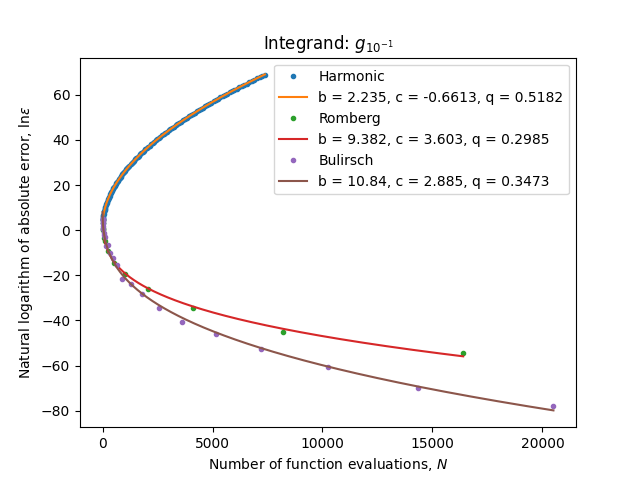 Integrand: g₁₀⁻¹
Natural logarithm of absolute error, lnε
60
40
20
0
−20
−40
−60
−80
Harmonic
b = 2.235, c = -0.6613, q = 0.5182
Romberg
b = 9.382, c = 3.603, q = 0.2985
Bulirsch
b = 10.84, c = 2.885, q = 0.3473
0 5000 10000 15000 20000
Number of function evaluations, N